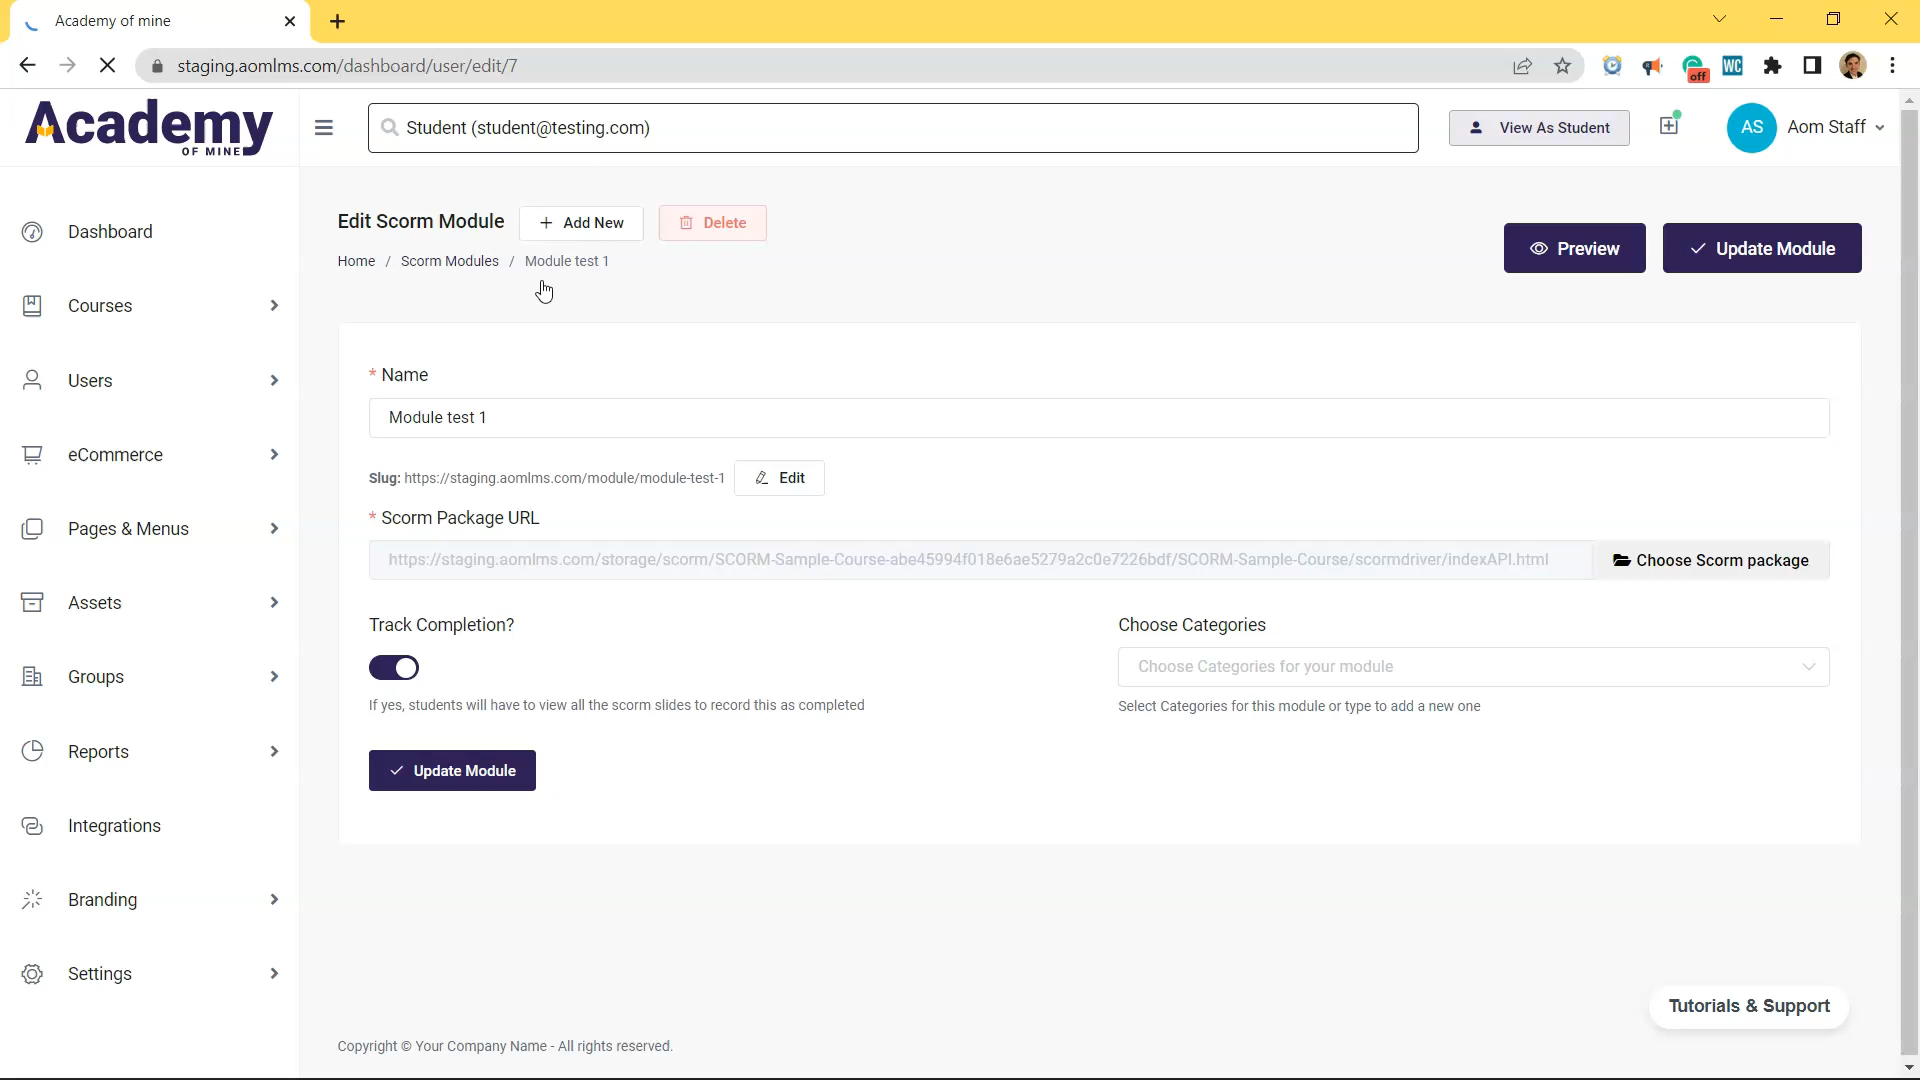 Academy of mine
staging.aomlms.com/dashboard/user/edit/7
off
WC
Academy
OF MINE
Student (student@testing.com)
View As Student
AS
Aom Staff
Dashboard
Courses
Users
eCommerce
Pages & Menus
Assets
Groups
Reports
Integrations
Branding
Settings
Edit Scorm Module
Add New
Delete
Home / Scorm Modules / Module test 1
Preview
Update Module
* Name
Module test 1
Slug: https://staging.aomlms.com/module/module-test-1
Edit
* Scorm Package URL
https://staging.aomlms.com/storage/scorm/SCORM-Sample-Course-abe45994f018e6ae5279a2c0e7226bdf/SCORM-Sample-Course/scormdriver/indexAPI.html
Choose Scorm package
Track Completion?
If yes, students will have to view all the scorm slides to record this as completed
Choose Categories
Choose Categories for your module
Select Categories for this module or type to add a new one
Update Module
Tutorials & Support
Copyright © Your Company Name - All rights reserved.